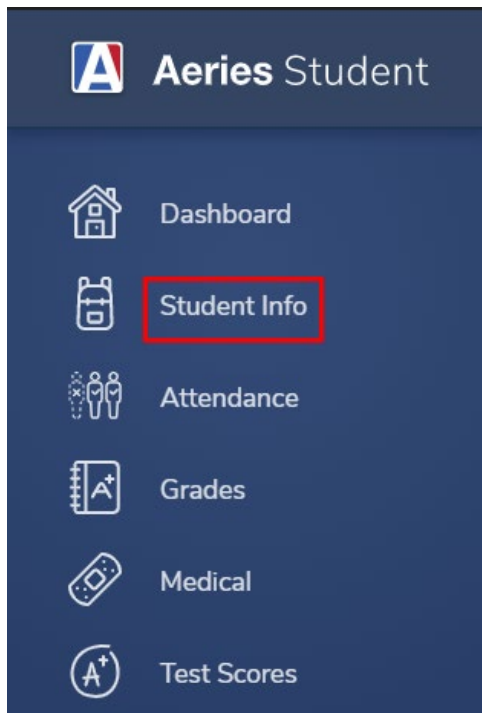 Aeries Student
Dashboard
Student Info
Attendance
Grades
Medical
Test Scores